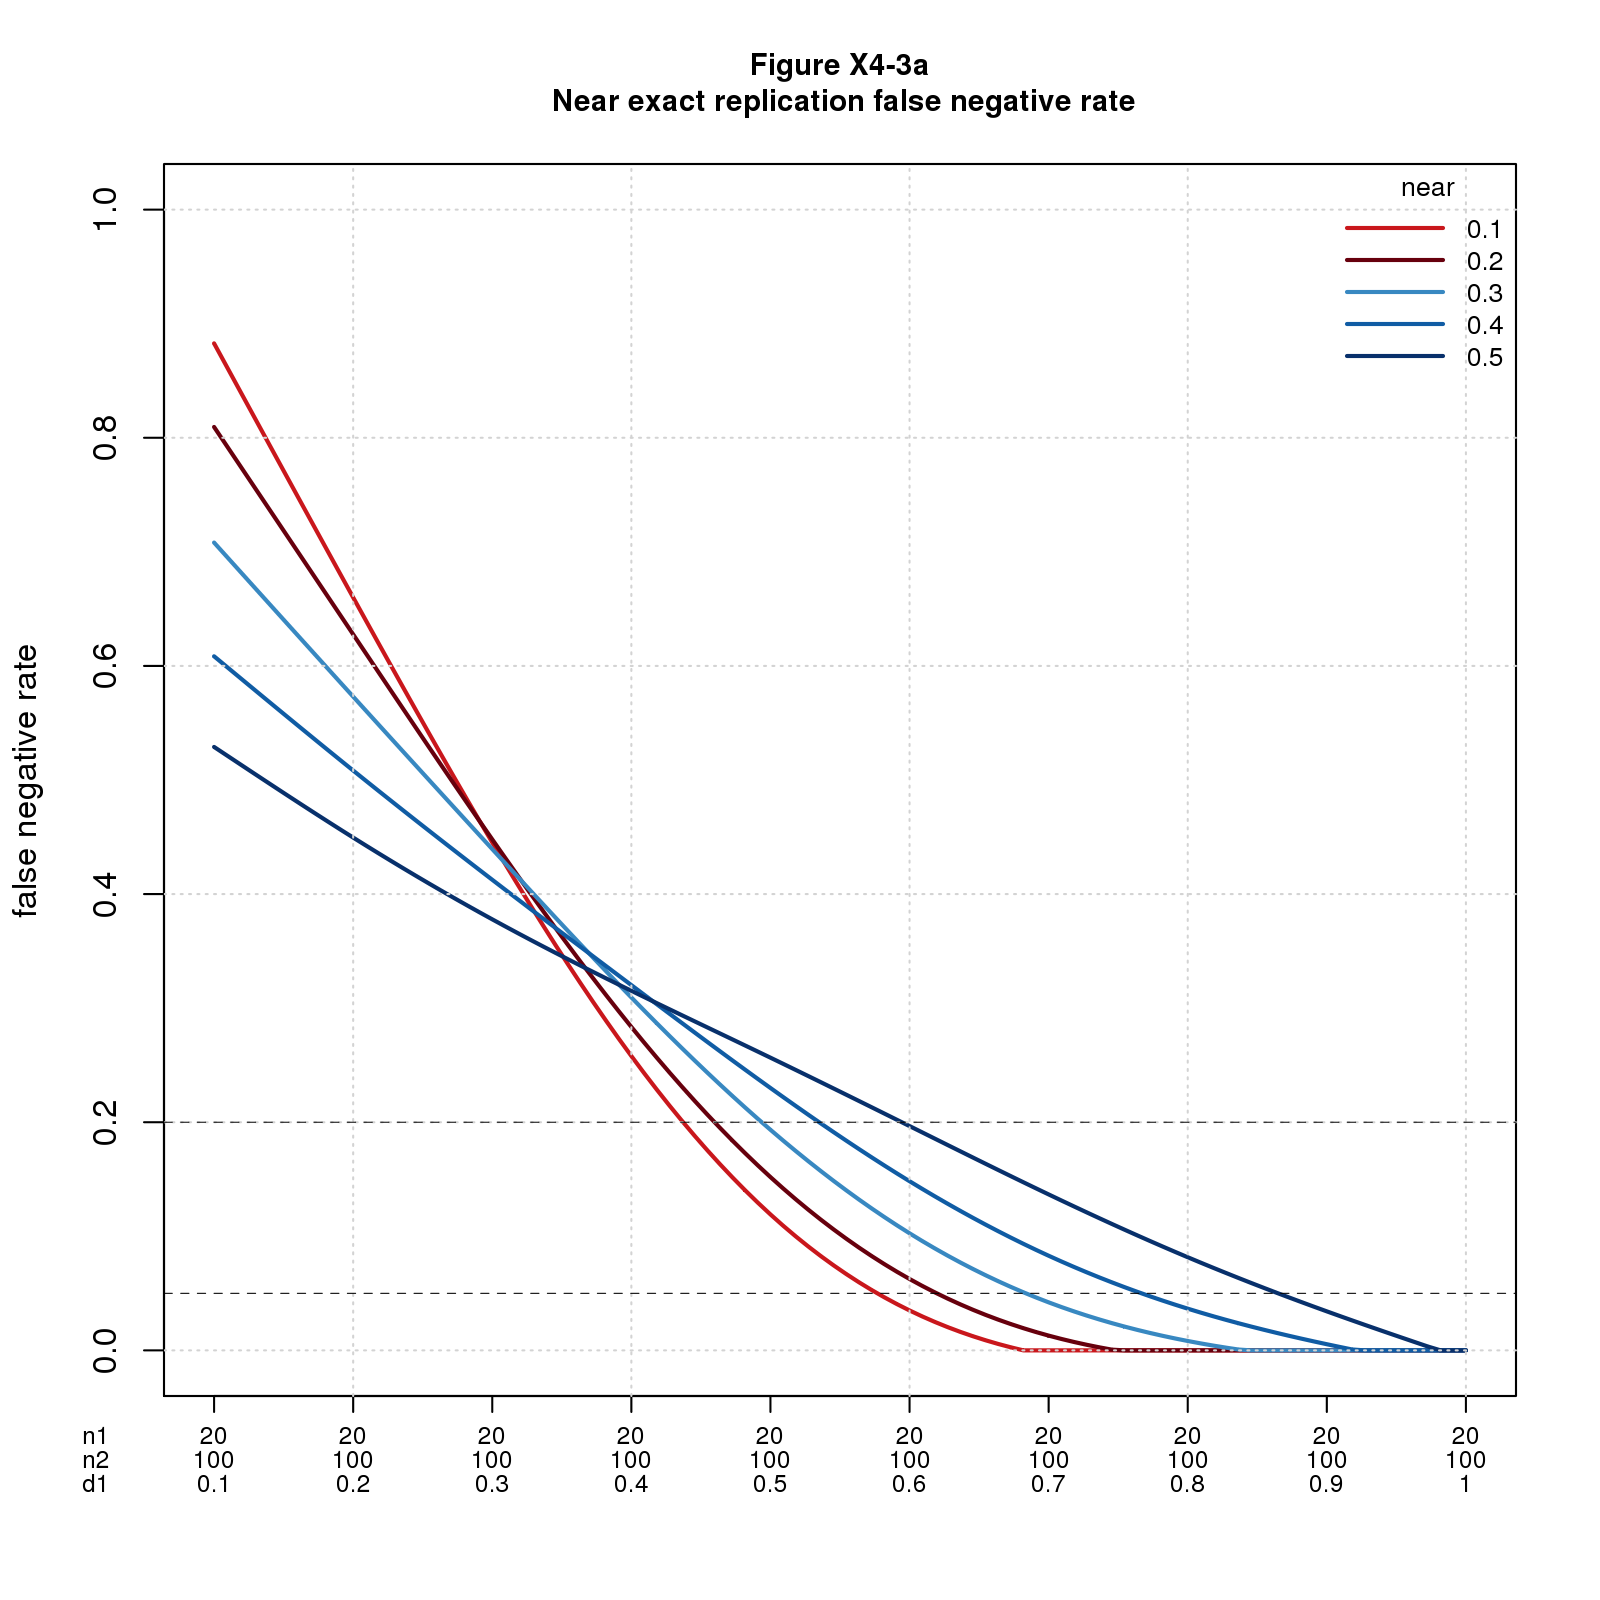 Figure X4-3a
Near exact replication false negative rate
near
0.1
0.2
0.3
0.4
0.5
false negative rate
1.0
0.8
0.6
0.4
0.2
0.0
n1 20 20 20 20 20 20 20 20 20 20
n2 100 100 100 100 100 100 100 100 100 100
d1 0.1 0.2 0.3 0.4 0.5 0.6 0.7 0.8 0.9 1